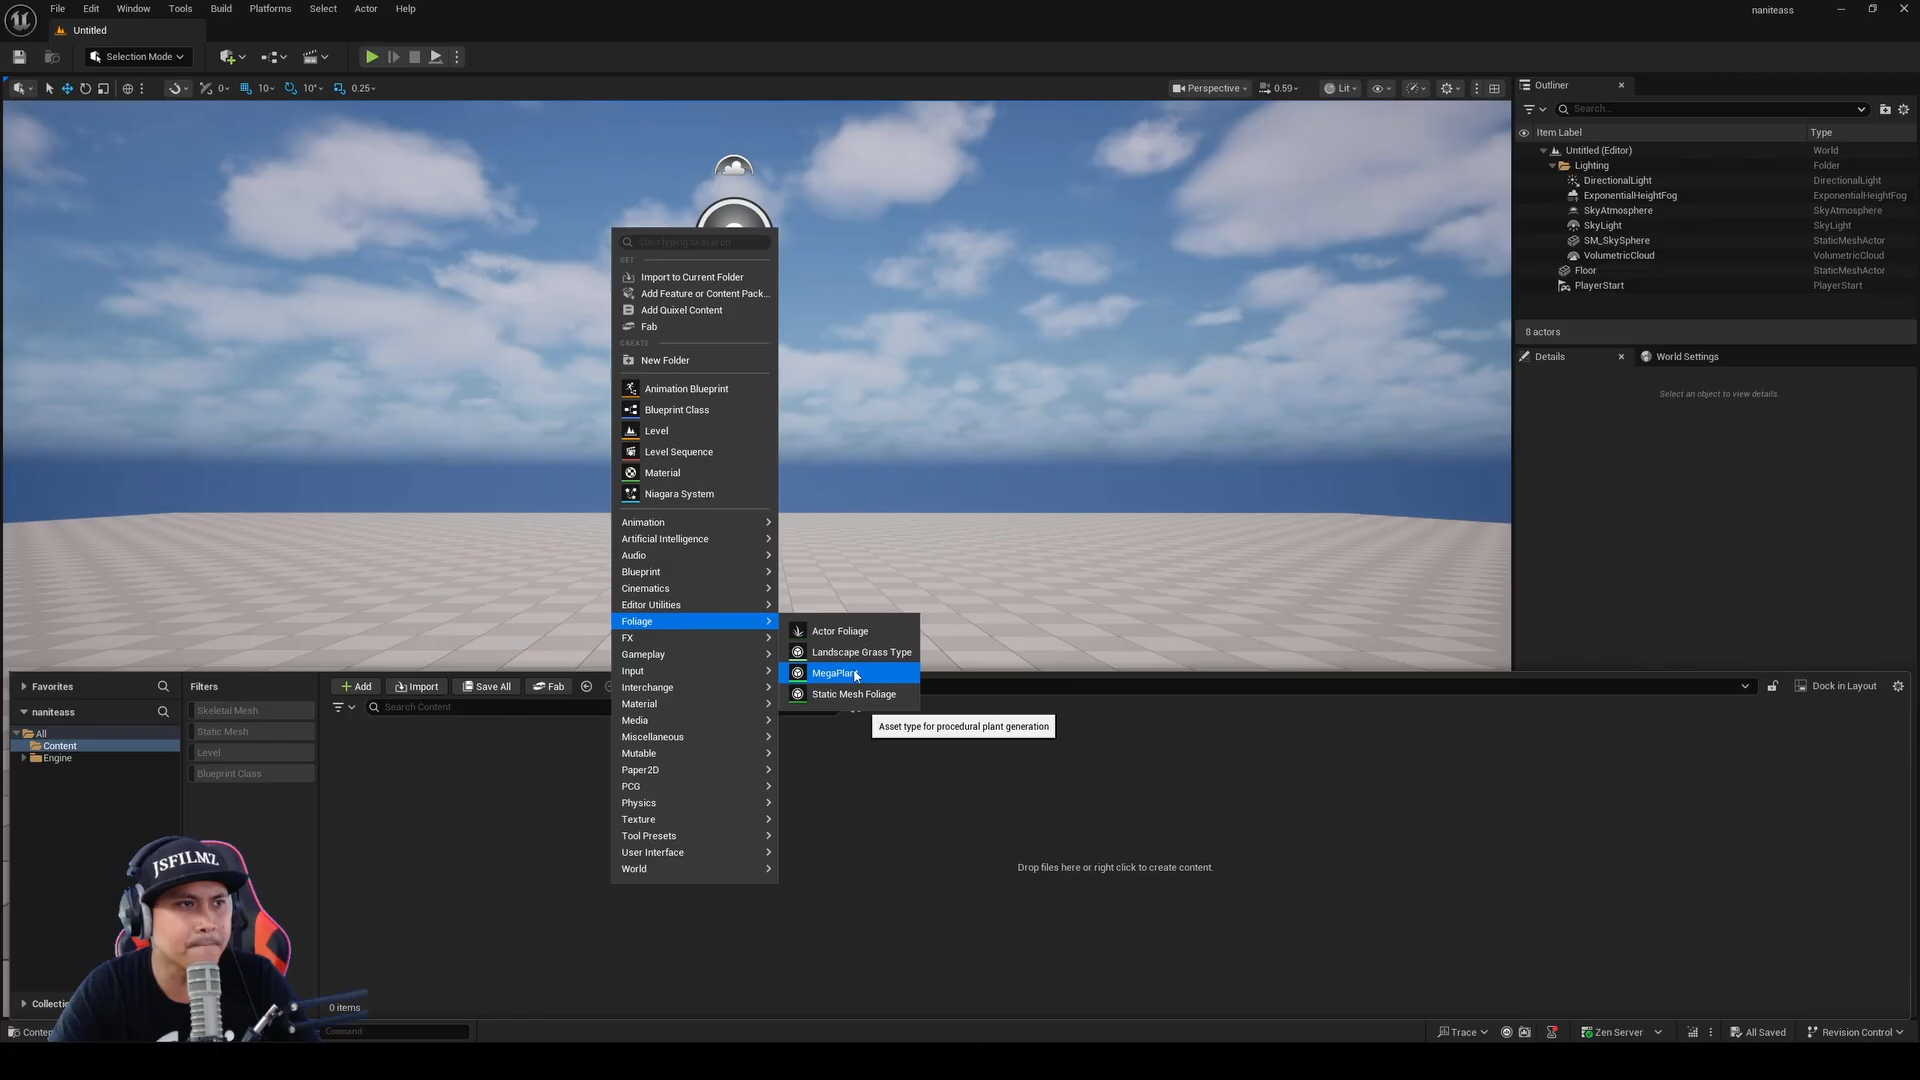 File Edit Window Tools Build Platforms Select Actor Help
naniteass
Untitled
Selection Mode
0 10 10° 0.25
Perspective 0.59 Lit
Outliner
Search...
Item Label Type
Untitled (Editor) World
Lighting Folder
DirectionalLight DirectionalLight
ExponentialHeightFog ExponentialHeightFog
SkyAtmosphere SkyAtmosphere
SkyLight SkyLight
SM_SkySphere StaticMeshActor
VolumetricCloud VolumetricCloud
Floor StaticMeshActor
PlayerStart PlayerStart
8 actors
Details World Settings
Select an object to view details.
Start typing to search
GET
Import to Current Folder
Add Feature or Content Pack...
Add Quixel Content
Fab
CREATE
New Folder
Animation Blueprint
Blueprint Class
Level
Level Sequence
Material
Niagara System
Animation
Artificial Intelligence
Audio
Blueprint
Cinematics
Editor Utilities
Foliage
FX
Gameplay
Input
Interchange
Material
Media
Miscellaneous
Mutable
Paper2D
PCG
Physics
Texture
Tool Presets
User Interface
World
Actor Foliage
Landscape Grass Type
MegaPlant
Static Mesh Foliage
Asset type for procedural plant generation
Favorites
naniteass
All
Content
Engine
Filters
Skeletal Mesh
Static Mesh
Level
Blueprint Class
Add Import Save All Fab
Dock in Layout
Search Content
Drop files here or right click to create content.
0 items
JSFILMZ
Command
Trace Zen Server All Saved Revision Control